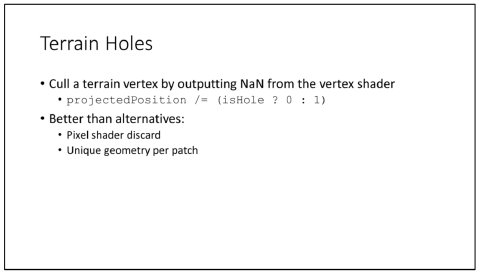 Terrain Holes
• Cull a terrain vertex by outputting NaN from the vertex shader
• projectedPosition /= (isHole ? 0 : 1)
• Better than alternatives:
• Pixel shader discard
• Unique geometry per patch